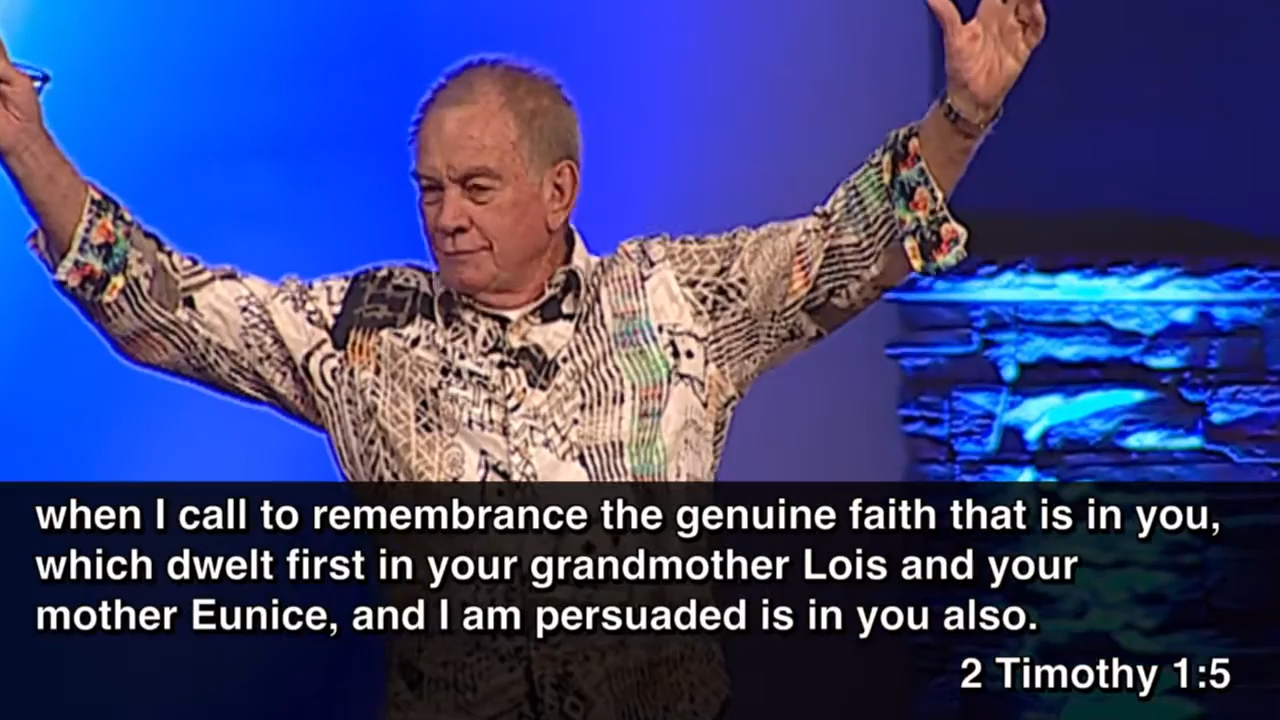 when I call to remembrance the genuine faith that is in you,
which dwelt first in your grandmother Lois and your
mother Eunice, and I am persuaded is in you also.
2 Timothy 1:5